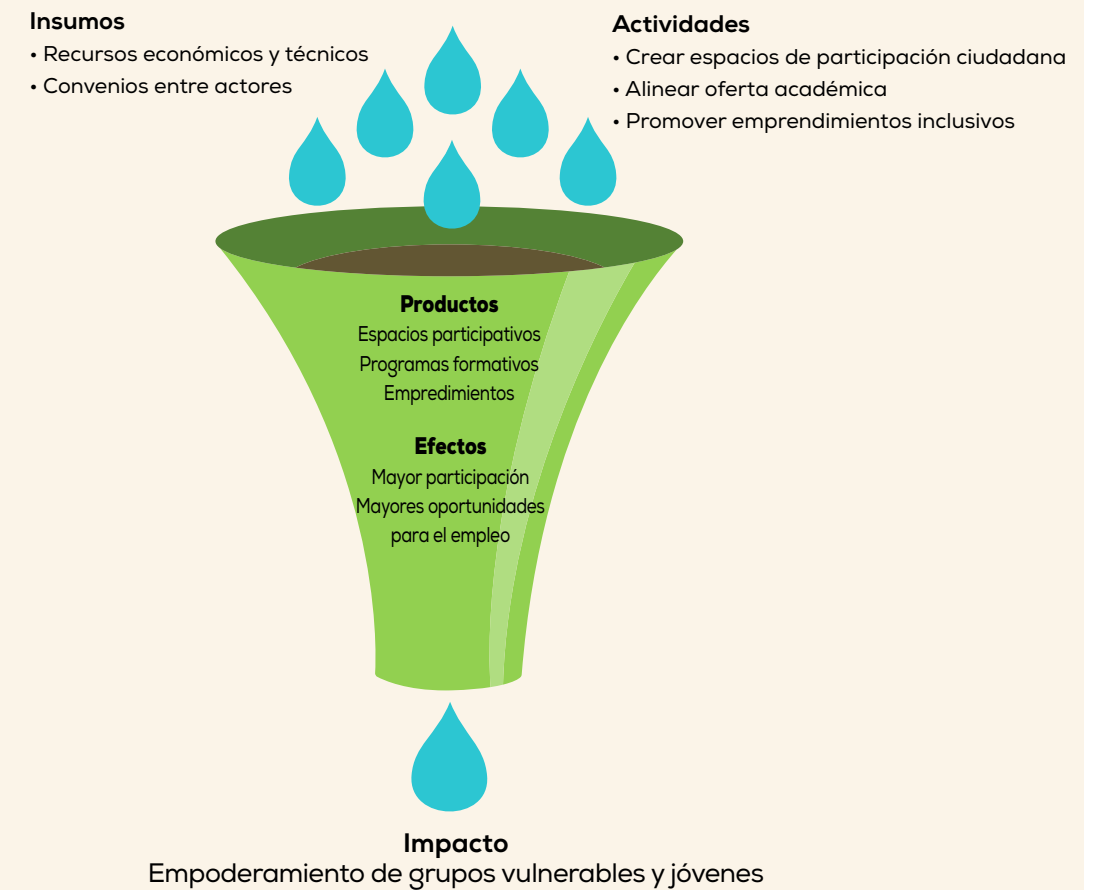 Insumos
• Recursos económicos y técnicos
• Convenios entre actores
Actividades
• Crear espacios de participación ciudadana
• Alinear oferta académica
• Promover emprendimientos inclusivos
Productos
Espacios participativos
Programas formativos
Empredimientos
Efectos
Mayor participación
Mayores oportunidades
para el empleo
Impacto
Empoderamiento de grupos vulnerables y jóvenes